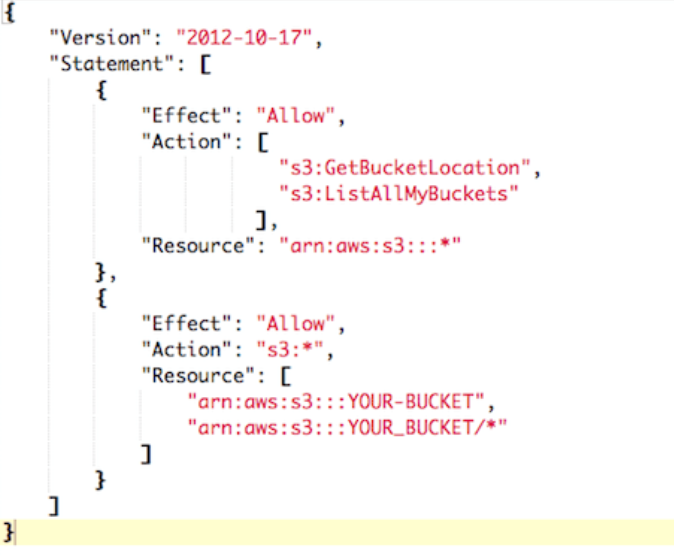 {
"Version": "2012-10-17",
"Statement": [
{
"Effect": "Allow",
"Action": [
"s3:GetBucketLocation",
"s3:ListAllMyBuckets"
],
"Resource": "arn:aws:s3:::*"
},
{
"Effect": "Allow",
"Action": "s3:*",
"Resource": [
"arn:aws:s3:::YOUR-BUCKET",
"arn:aws:s3:::YOUR_BUCKET/*"
]
}
]
}